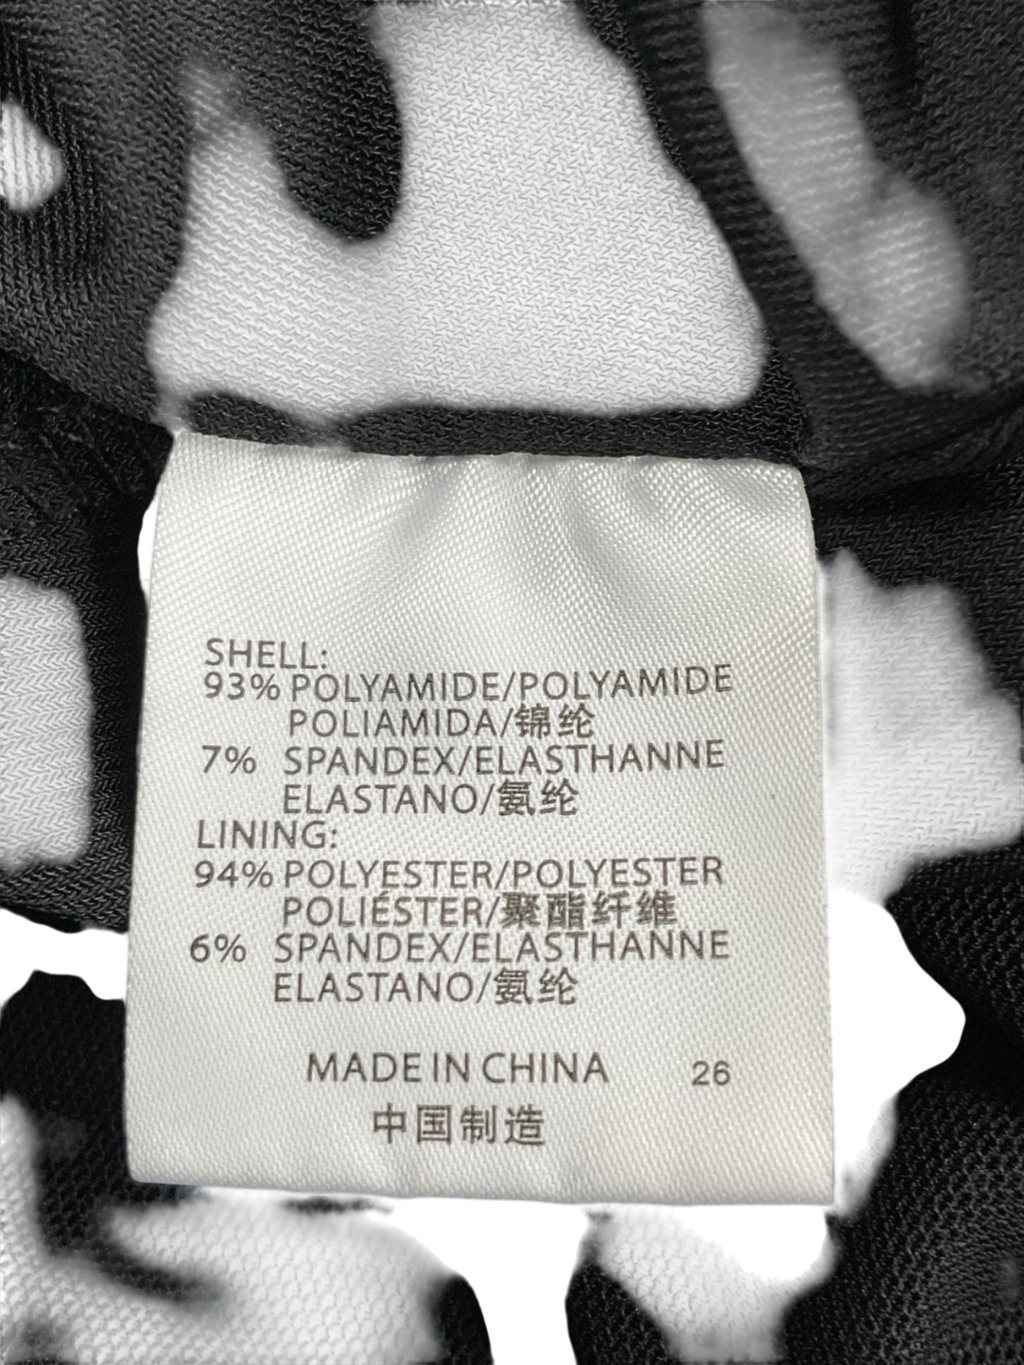 SHELL:
93% POLYAMIDE/POLYAMIDE
POLIAMIDA/锦纶
7% SPANDEX/ELASTHANNE
ELASTANO/氨纶
LINING:
94% POLYESTER/POLYESTER
POLIÉSTER/聚酯纤维
6% SPANDEX/ELASTHANNE
ELASTANO/氨纶
MADE IN CHINA 26
中国制造